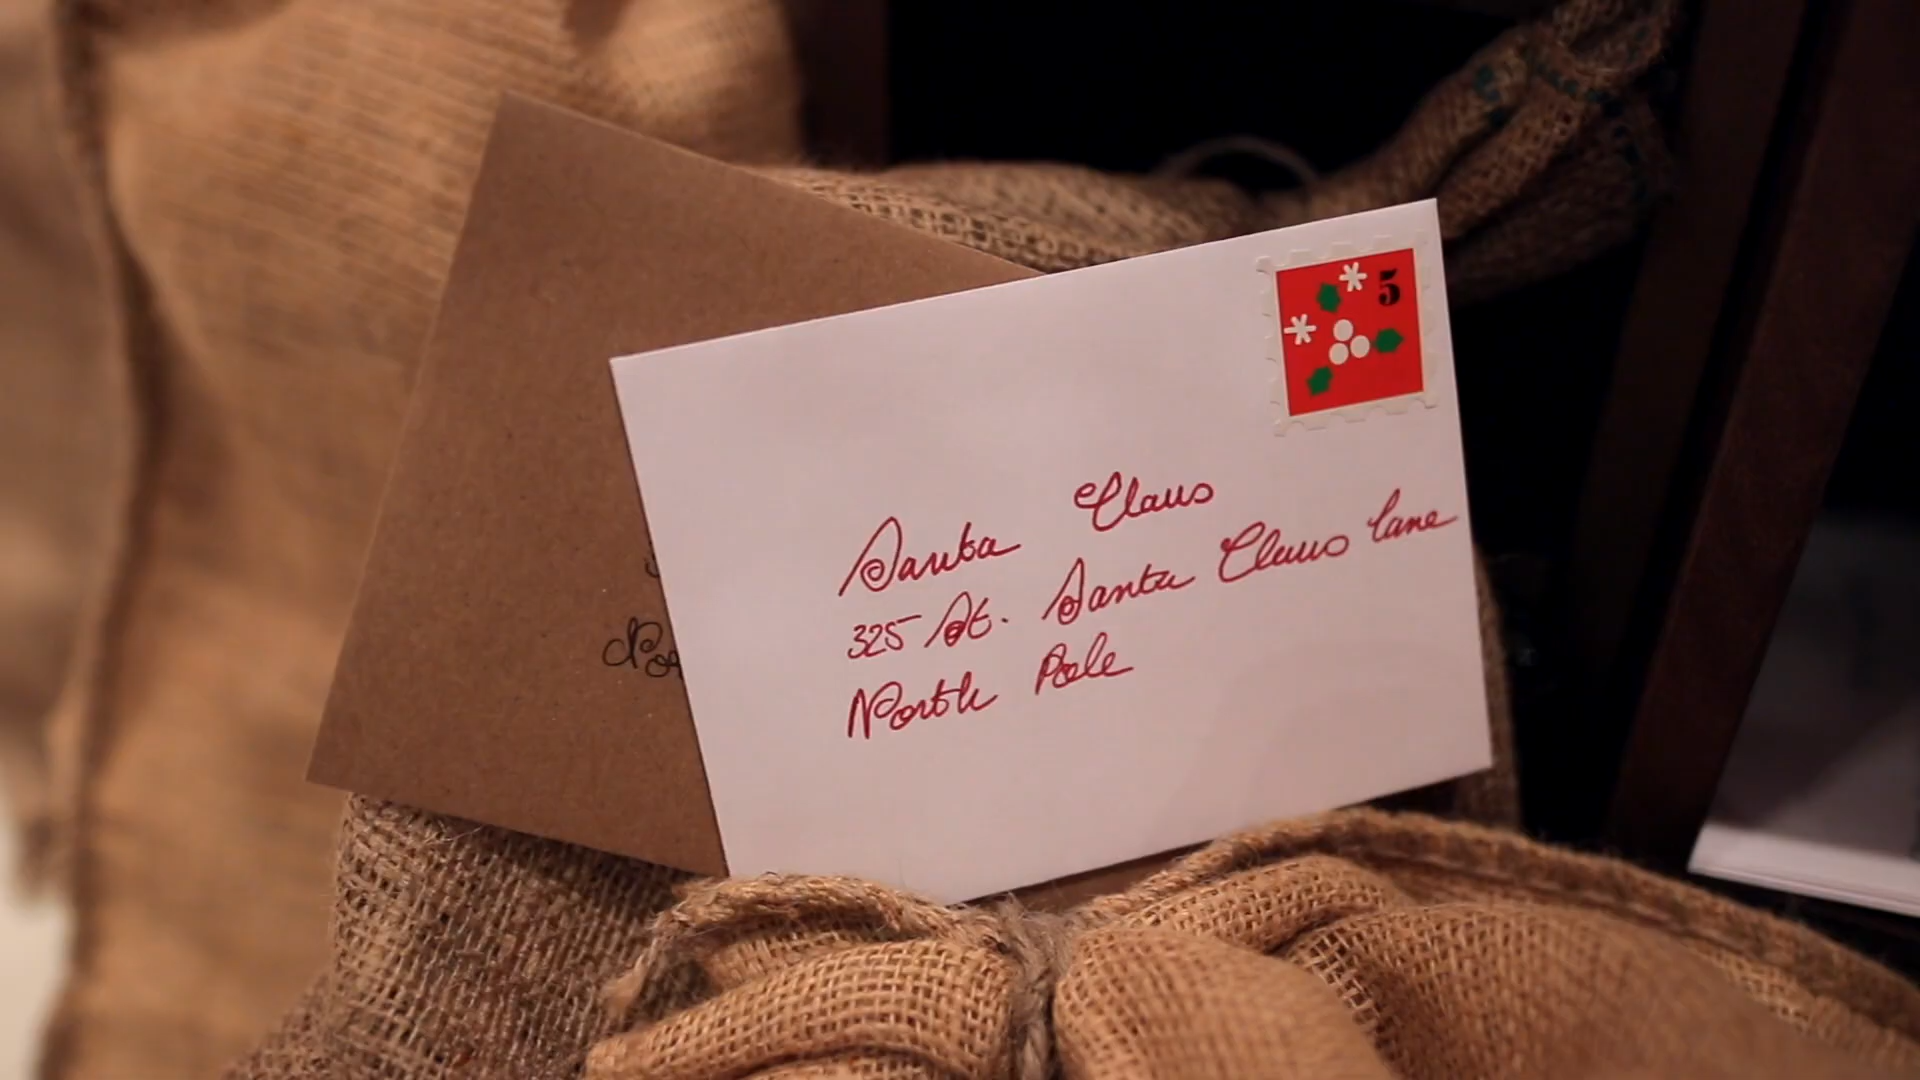 5
Santa Claus
325 St. Santa Claus lane
North Pole